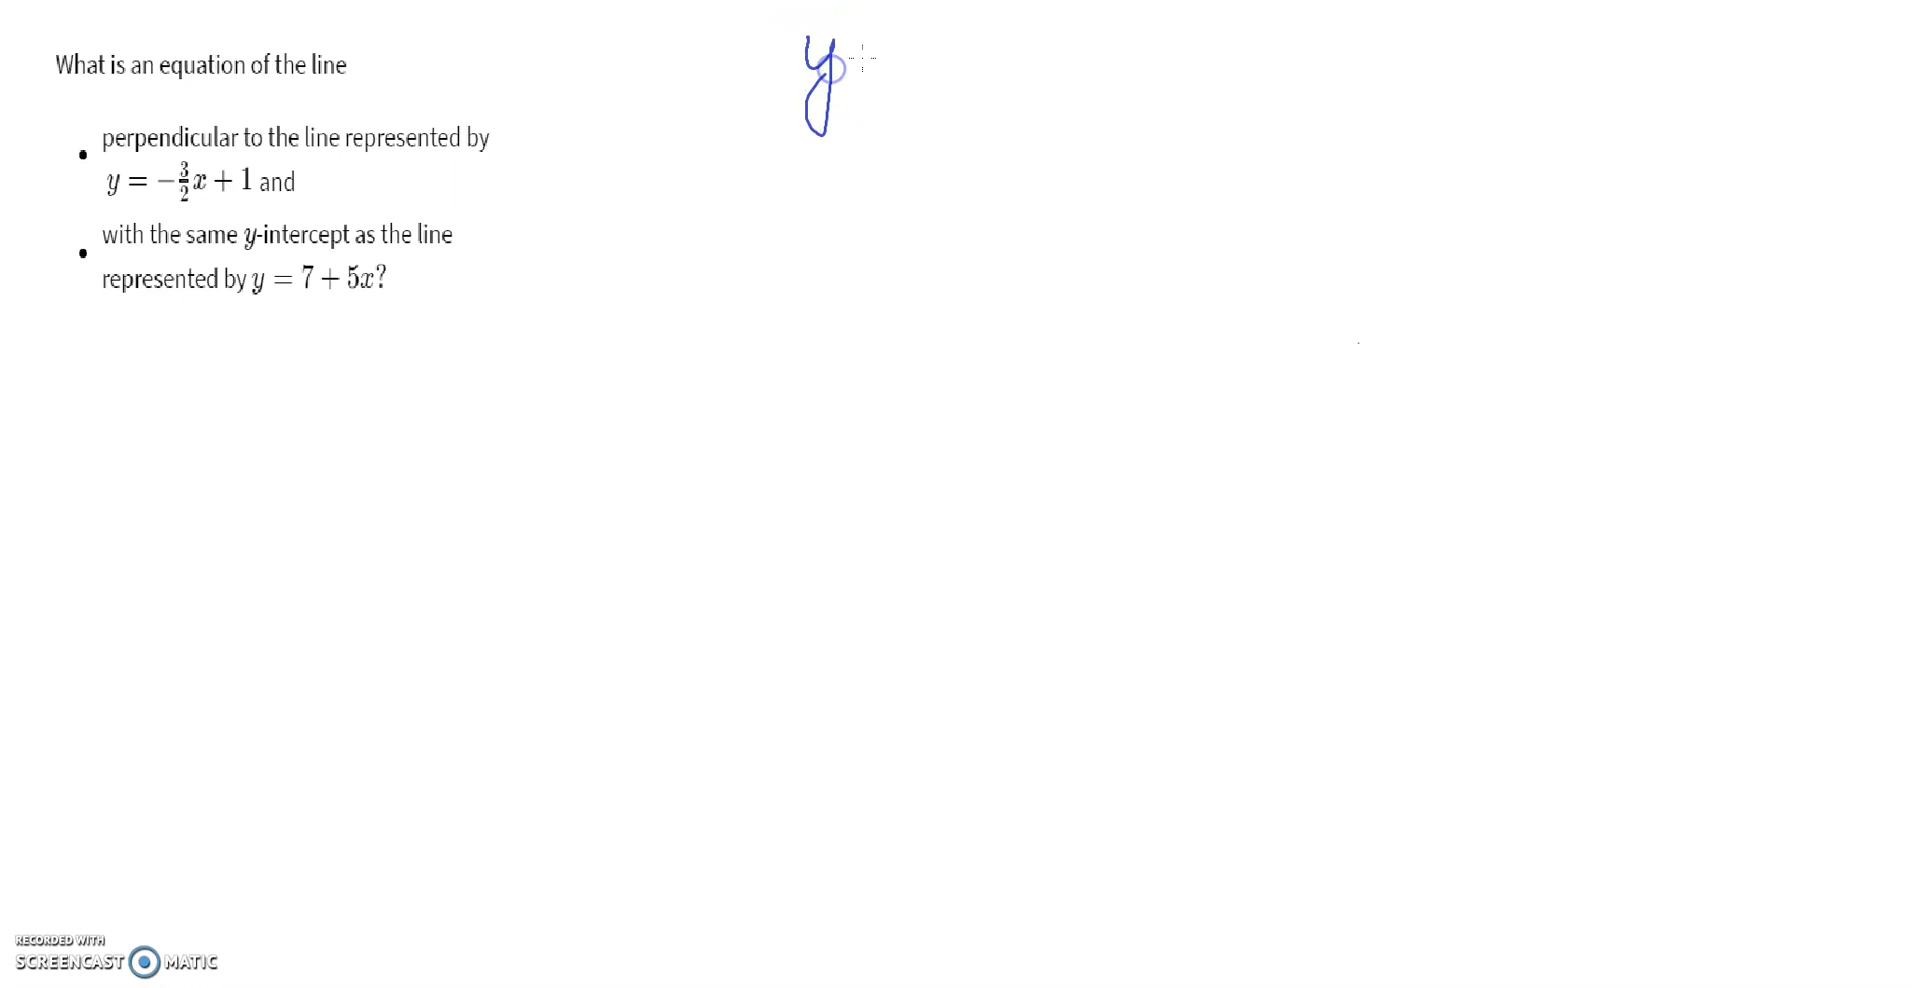 What is an equation of the line
• perpendicular to the line represented by
y = −3/2x + 1 and
• with the same y-intercept as the line
represented by y = 7 + 5x?
y
RECORDED WITH
SCREENCAST MATIC